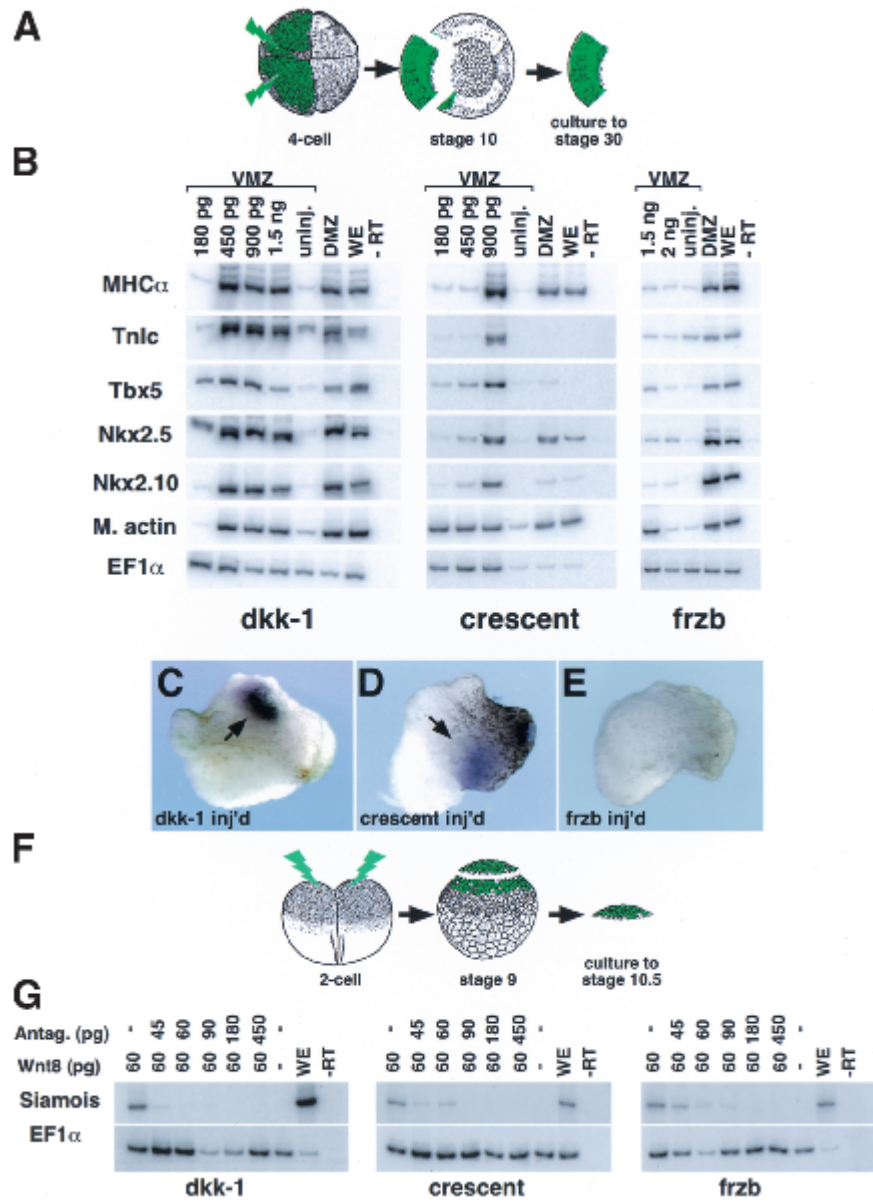 A
4-cell
stage 10
culture to
stage 30
B
VMZ
180 pg
450 pg
900 pg
1.5 ng
uninj.
DMZ
WE
- RT
VMZ
180 pg
450 pg
900 pg
uninj.
DMZ
WE
- RT
VMZ
1.5 ng
2 ng
uninj.
DMZ
WE
- RT
MHCα
TnIc
Tbx5
Nkx2.5
Nkx2.10
M. actin
EF1α
dkk-1 crescent frzb
C
dkk-1 inj'd
D
crescent inj'd
E
frzb inj'd
F
2-cell
stage 9
culture to
stage 10.5
G
Antag. (pg) - 45 60 90 180 450 - - 45 60 90 180 450 - - 45 60 90 180 450 -
Wnt8 (pg) 60 60 60 60 60 60 - WE -RT 60 60 60 60 60 60 - WE -RT 60 60 60 60 60 60 - WE -RT
Siamois
EF1α
dkk-1 crescent frzb